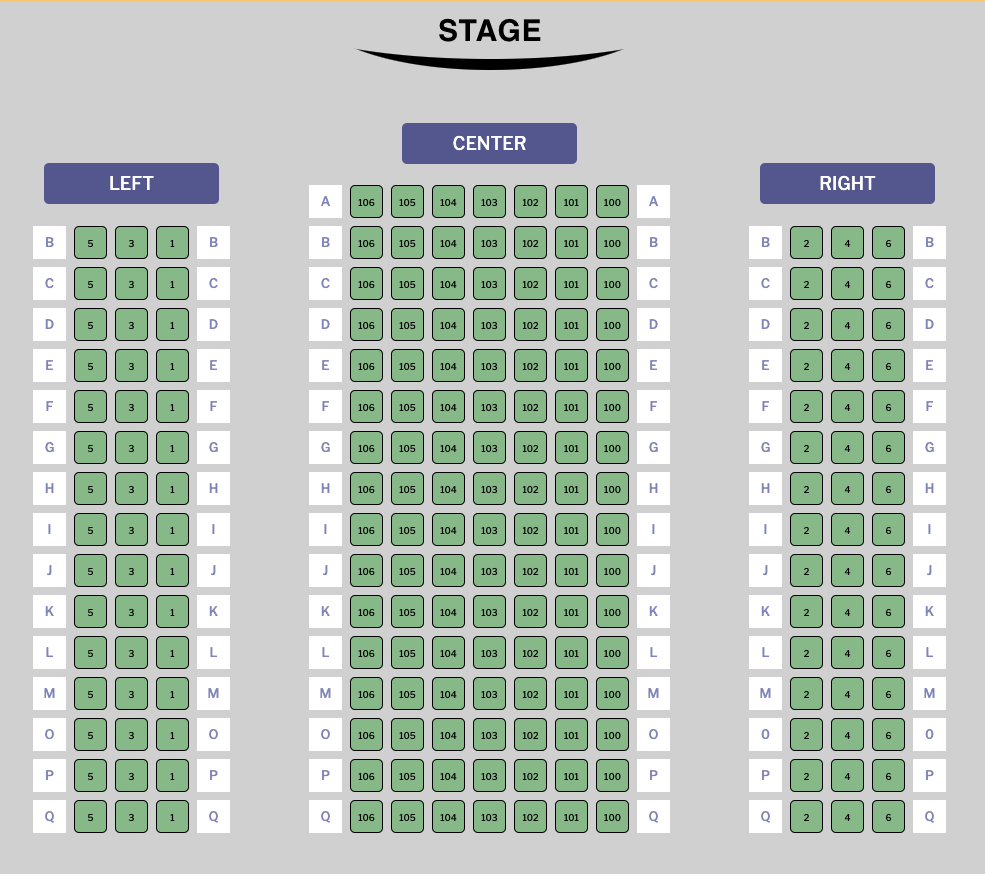 STAGE
CENTER
LEFT RIGHT
A 106 105 104 103 102 101 100 A
B 5 3 1 B B 106 105 104 103 102 101 100 B B 2 4 6 B
C 5 3 1 C C 106 105 104 103 102 101 100 C C 2 4 6 C
D 5 3 1 D D 106 105 104 103 102 101 100 D D 2 4 6 D
E 5 3 1 E E 106 105 104 103 102 101 100 E E 2 4 6 E
F 5 3 1 F F 106 105 104 103 102 101 100 F F 2 4 6 F
G 5 3 1 G G 106 105 104 103 102 101 100 G G 2 4 6 G
H 5 3 1 H H 106 105 104 103 102 101 100 H H 2 4 6 H
I 5 3 1 I I 106 105 104 103 102 101 100 I I 2 4 6 I
J 5 3 1 J J 106 105 104 103 102 101 100 J J 2 4 6 J
K 5 3 1 K K 106 105 104 103 102 101 100 K K 2 4 6 K
L 5 3 1 L L 106 105 104 103 102 101 100 L L 2 4 6 L
M 5 3 1 M M 106 105 104 103 102 101 100 M M 2 4 6 M
O 5 3 1 O O 106 105 104 103 102 101 100 O 0 2 4 6 0
P 5 3 1 P P 106 105 104 103 102 101 100 P P 2 4 6 P
Q 5 3 1 Q Q 106 105 104 103 102 101 100 Q Q 2 4 6 Q